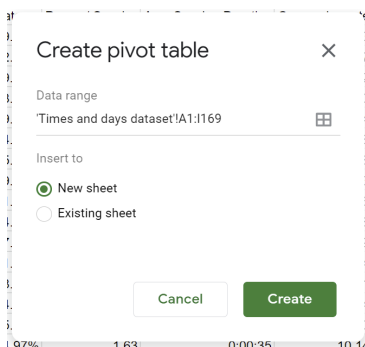 Create pivot table
Data range
'Times and days dataset'!A1:I169
Insert to
New sheet
Existing sheet
Cancel
Create
97% 1.63 0:00:35